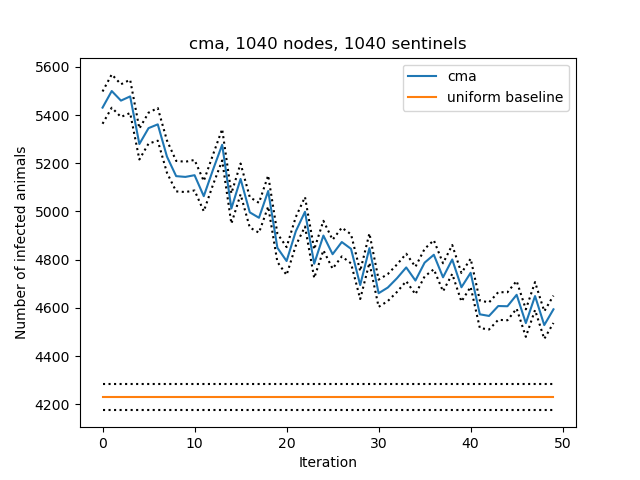 cma, 1040 nodes, 1040 sentinels
5600
5400
5200
5000
4800
4600
4400
4200
Number of infected animals
cma
uniform baseline
0 10 20 30 40 50
Iteration